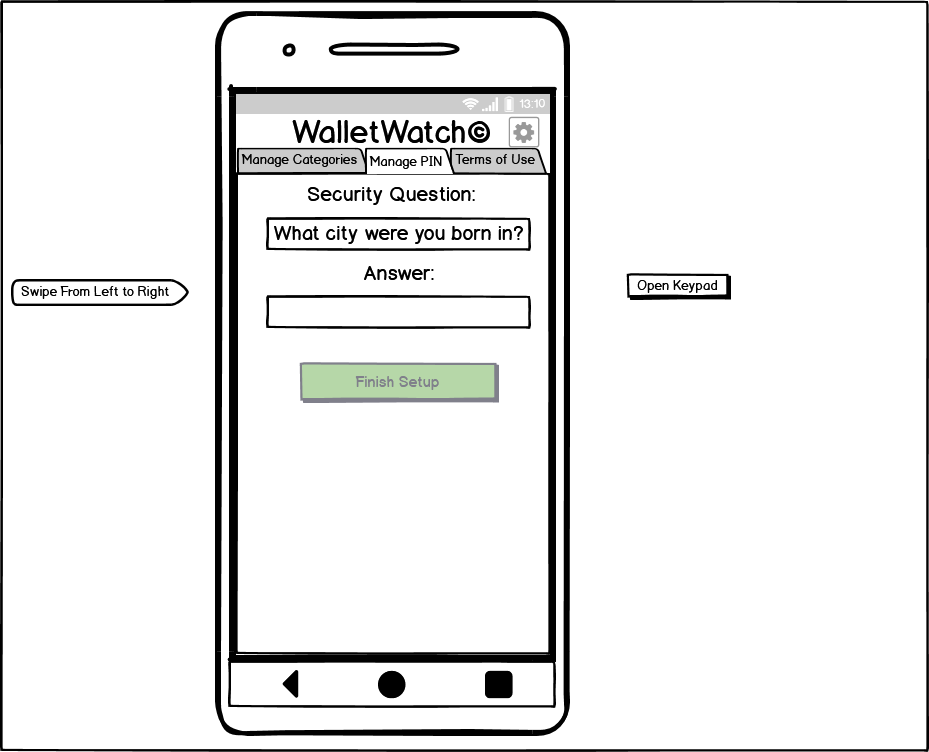 13:10
WalletWatch©
Manage Categories
Manage PIN
Terms of Use
Security Question:
What city were you born in?
Answer:
Swipe From Left to Right
Open Keypad
Finish Setup